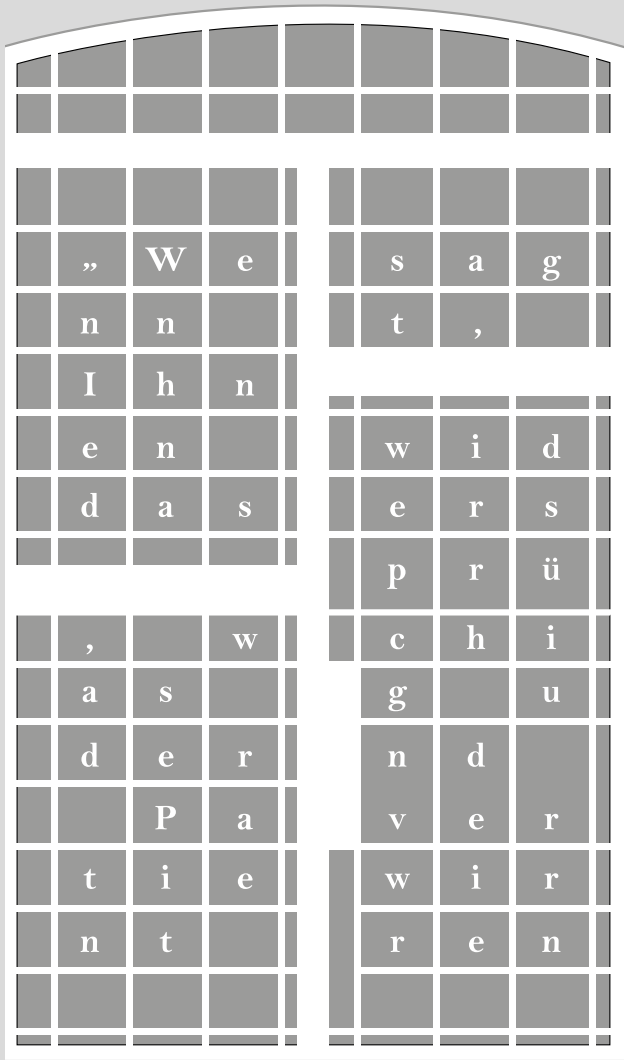 „We
nn
Ihn
en
das
, w
as
der
Pa
tie
nt
sag
t,
wid
ers
prü
chi
g u
nd
ver
wir
ren